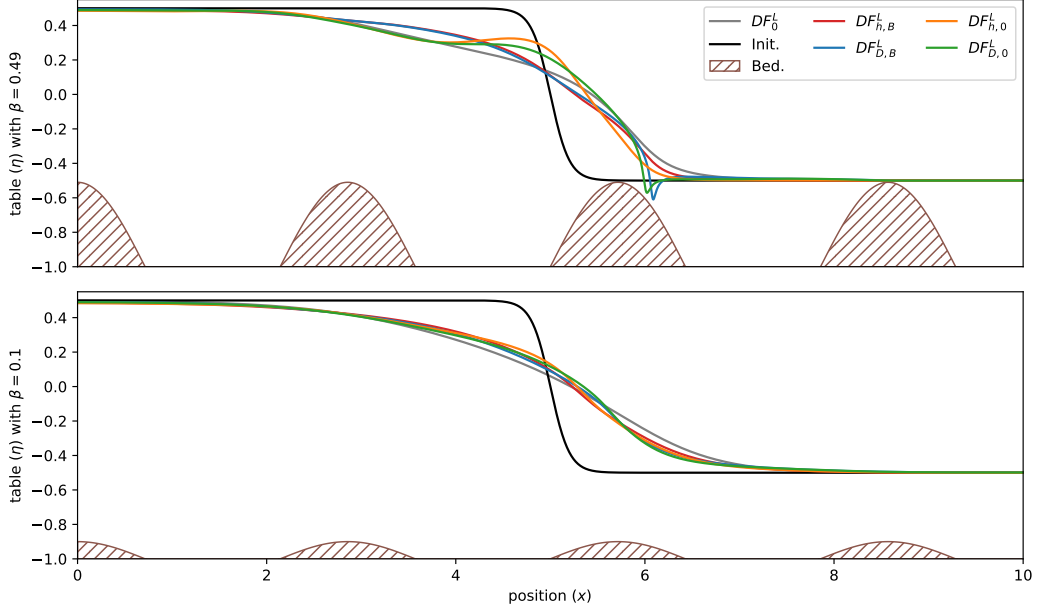 table (η) with β = 0.49
0.4
0.2
0.0
−0.2
−0.4
−0.6
−0.8
−1.0
DF_0^L
Init.
Bed.
DF_{h,B}^L
DF_{D,B}^L
DF_{h,0}^L
DF_{D,0}^L
table (η) with β = 0.1
0.4
0.2
0.0
−0.2
−0.4
−0.6
−0.8
−1.0
0
2
4
6
8
10
position (x)